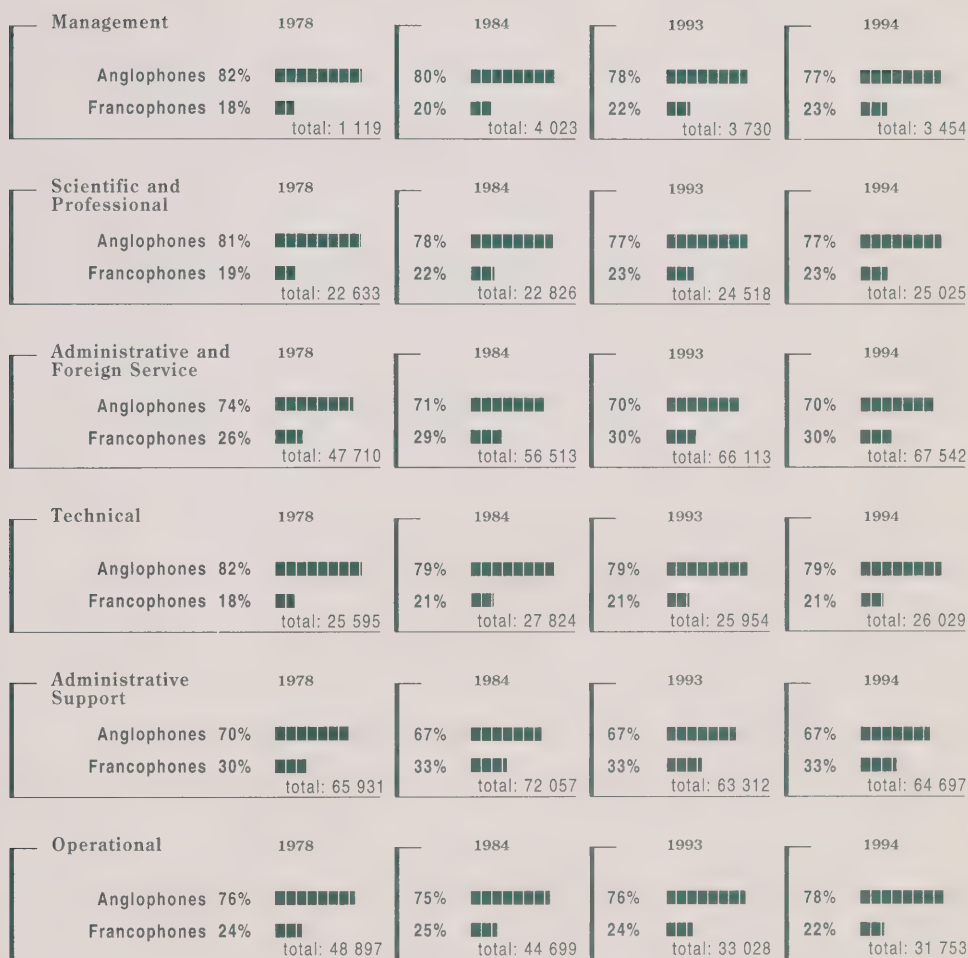 Management 1978 1984 1993 1994
Anglophones 82% 80% 78% 77%
Francophones 18% 20% 22% 23%
total: 1 119 total: 4 023 total: 3 730 total: 3 454
Scientific and 1978 1984 1993 1994
Professional
Anglophones 81% 78% 77% 77%
Francophones 19% 22% 23% 23%
total: 22 633 total: 22 826 total: 24 518 total: 25 025
Administrative and 1978 1984 1993 1994
Foreign Service
Anglophones 74% 71% 70% 70%
Francophones 26% 29% 30% 30%
total: 47 710 total: 56 513 total: 66 113 total: 67 542
Technical 1978 1984 1993 1994
Anglophones 82% 79% 79% 79%
Francophones 18% 21% 21% 21%
total: 25 595 total: 27 824 total: 25 954 total: 26 029
Administrative 1978 1984 1993 1994
Support
Anglophones 70% 67% 67% 67%
Francophones 30% 33% 33% 33%
total: 65 931 total: 72 057 total: 63 312 total: 64 697
Operational 1978 1984 1993 1994
Anglophones 76% 75% 76% 78%
Francophones 24% 25% 24% 22%
total: 48 897 total: 44 699 total: 33 028 total: 31 753